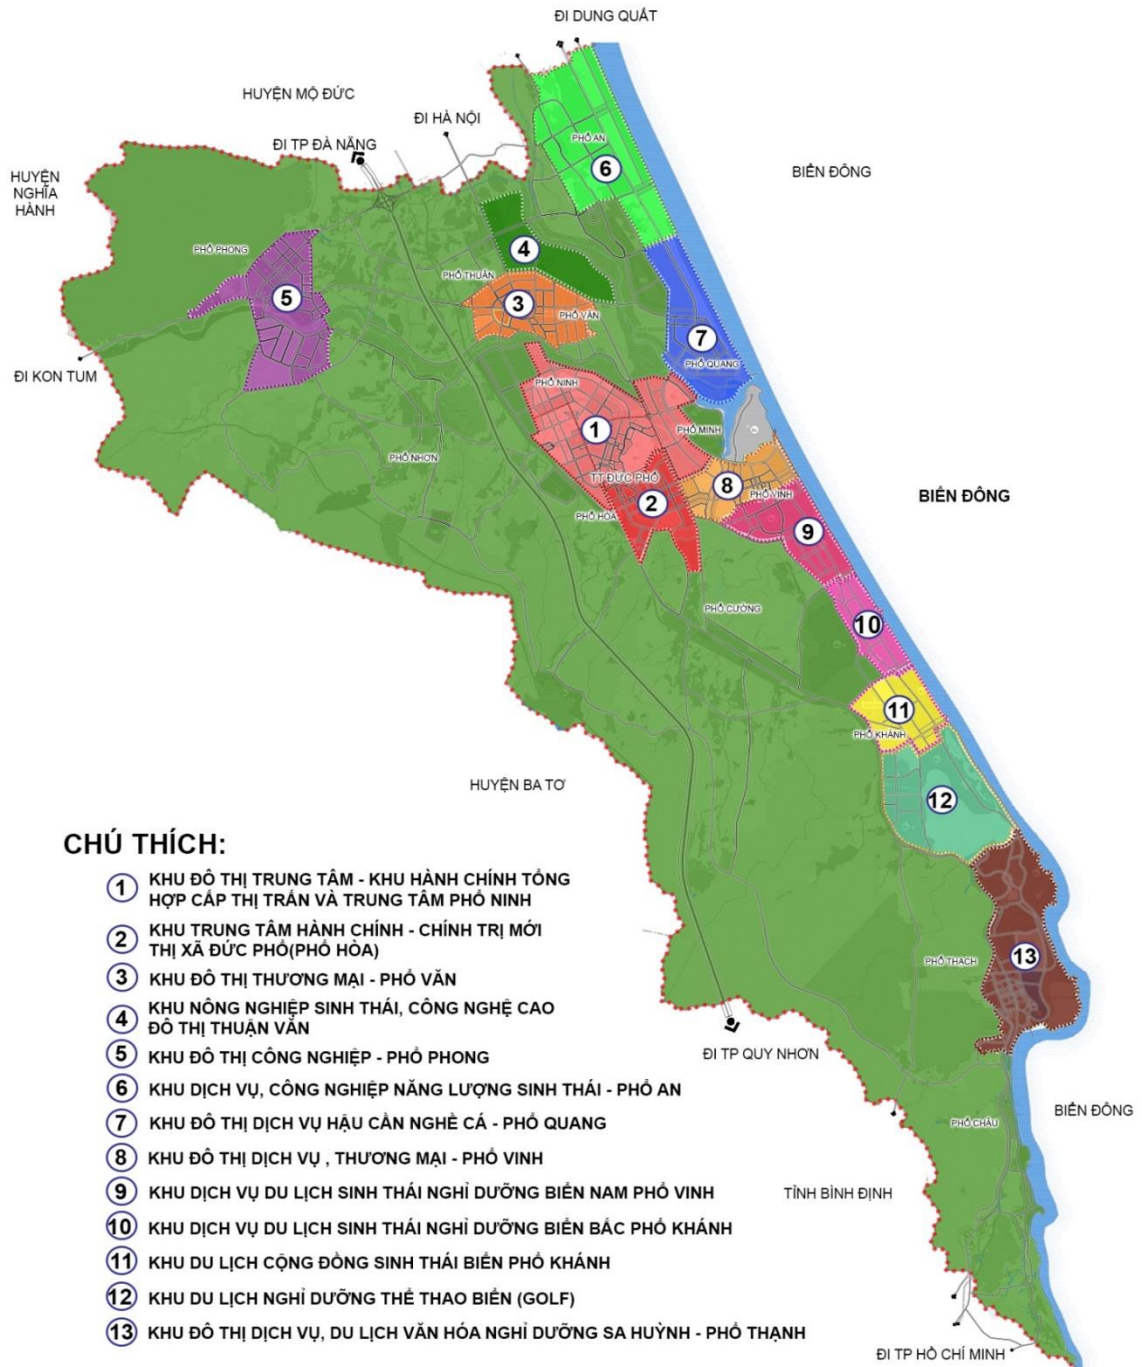 ĐI DUNG QUẤT
HUYỆN MỘ ĐỨC
ĐI HÀ NỘI
ĐI TP ĐÀ NẴNG
PHỔ AN
6
BIỂN ĐÔNG
HUYỆN
NGHĨA
HÀNH
PHỔ PHONG
4
PHỔ THUẬN
5
3
PHỔ VĂN
7
PHỔ QUANG
ĐI KON TUM
PHỔ NINH
1
PHỔ MINH
PHỔ NHƠN
TT ĐỨC PHỔ
8
PHỔ VINH
2
BIỂN ĐÔNG
PHỔ HÒA
9
PHỔ CƯỜNG
10
11
PHỔ KHÁNH
HUYỆN BA TƠ
12
CHÚ THÍCH:
1 KHU ĐÔ THỊ TRUNG TÂM - KHU HÀNH CHÍNH TỔNG
HỢP CẤP THỊ TRẤN VÀ TRUNG TÂM PHỔ NINH
2 KHU TRUNG TÂM HÀNH CHÍNH - CHÍNH TRỊ MỚI
THỊ XÃ ĐỨC PHỔ(PHỔ HÒA)
3 KHU ĐÔ THỊ THƯƠNG MẠI - PHỔ VĂN
4 KHU NÔNG NGHIỆP SINH THÁI, CÔNG NGHỆ CAO
ĐÔ THỊ THUẬN VĂN
5 KHU ĐÔ THỊ CÔNG NGHIỆP - PHỔ PHONG
6 KHU DỊCH VỤ, CÔNG NGHIỆP NĂNG LƯỢNG SINH THÁI - PHỔ AN
7 KHU ĐÔ THỊ DỊCH VỤ HẬU CẦN NGHỀ CÁ - PHỔ QUANG
8 KHU ĐÔ THỊ DỊCH VỤ , THƯƠNG MẠI - PHỔ VINH
9 KHU DỊCH VỤ DU LỊCH SINH THÁI NGHỈ DƯỠNG BIỂN NAM PHỔ VINH
10 KHU DỊCH VỤ DU LỊCH SINH THÁI NGHỈ DƯỠNG BIỂN BẮC PHỔ KHÁNH
11 KHU DU LỊCH CỘNG ĐỒNG SINH THÁI BIỂN PHỔ KHÁNH
12 KHU DU LỊCH NGHỈ DƯỠNG THỂ THAO BIỂN (GOLF)
13 KHU ĐÔ THỊ DỊCH VỤ, DU LỊCH VĂN HÓA NGHỈ DƯỠNG SA HUỲNH - PHỔ THẠNH
PHỔ THẠCH
13
ĐI TP QUY NHƠN
BIỂN ĐÔNG
PHỔ CHÂU
TỈNH BÌNH ĐỊNH
ĐI TP HỒ CHÍ MINH